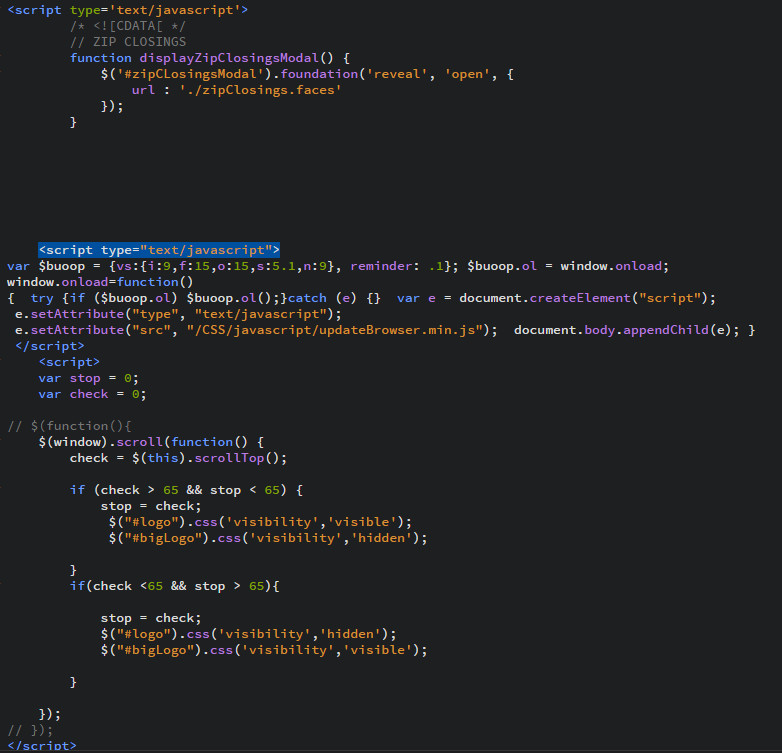 <script type='text/javascript'>
/* <![CDATA[ */
// ZIP CLOSINGS
function displayZipClosingsModal() {
$('#zipCLosingsModal').foundation('reveal', 'open', {
url : './zipClosings.faces'
});
}
<script type="text/javascript">
var $buoop = {vs:{i:9,f:15,o:15,s:5.1,n:9}, reminder: .1}; $buoop.ol = window.onload;
window.onload=function()
{  try {if ($buoop.ol) $buoop.ol();}catch (e) {}  var e = document.createElement("script");
e.setAttribute("type", "text/javascript");
e.setAttribute("src", "/CSS/javascript/updateBrowser.min.js");  document.body.appendChild(e); }
</script>
<script>
var stop = 0;
var check = 0;
// $(function(){
$(window).scroll(function() {
check = $(this).scrollTop();
if (check > 65 && stop < 65) {
stop = check;
$("#logo").css('visibility','visible');
$("#bigLogo").css('visibility','hidden');
}
if(check <65 && stop > 65){
stop = check;
$("#logo").css('visibility','hidden');
$("#bigLogo").css('visibility','visible');
}
});
// });
</script>